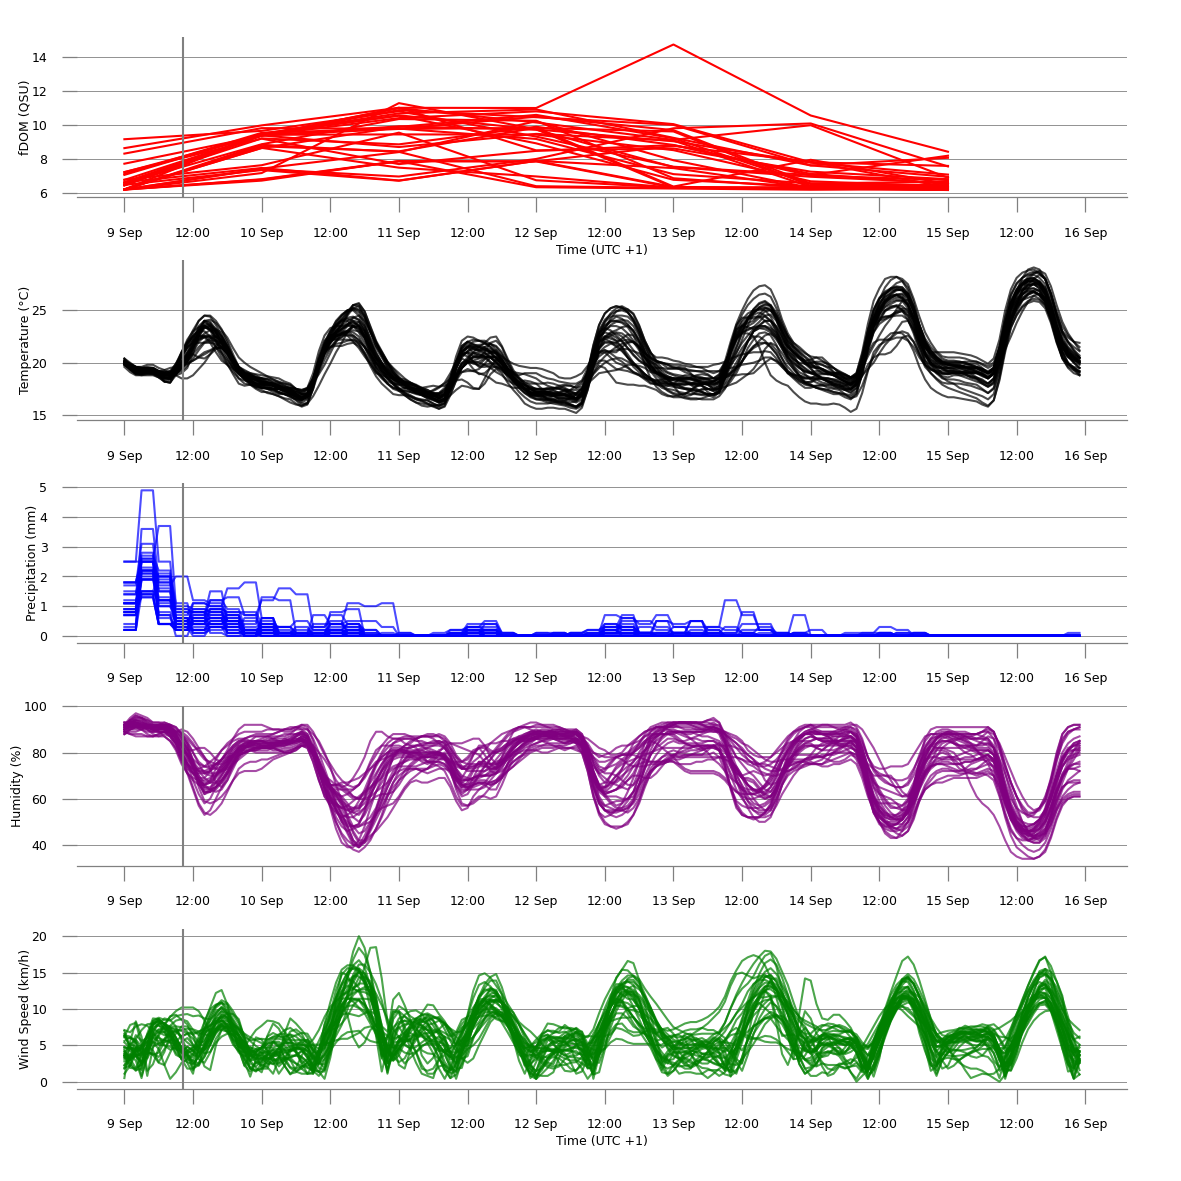 fDOM (QSU)
14
12
10
8
6
9 Sep 12:00 10 Sep 12:00 11 Sep 12:00 12 Sep 12:00 13 Sep 12:00 14 Sep 12:00 15 Sep 12:00 16 Sep
Time (UTC +1)
Temperature (°C)
25
20
15
9 Sep 12:00 10 Sep 12:00 11 Sep 12:00 12 Sep 12:00 13 Sep 12:00 14 Sep 12:00 15 Sep 12:00 16 Sep
Precipitation (mm)
5
4
3
2
1
0
9 Sep 12:00 10 Sep 12:00 11 Sep 12:00 12 Sep 12:00 13 Sep 12:00 14 Sep 12:00 15 Sep 12:00 16 Sep
Humidity (%)
100
80
60
40
9 Sep 12:00 10 Sep 12:00 11 Sep 12:00 12 Sep 12:00 13 Sep 12:00 14 Sep 12:00 15 Sep 12:00 16 Sep
Wind Speed (km/h)
20
15
10
5
0
9 Sep 12:00 10 Sep 12:00 11 Sep 12:00 12 Sep 12:00 13 Sep 12:00 14 Sep 12:00 15 Sep 12:00 16 Sep
Time (UTC +1)